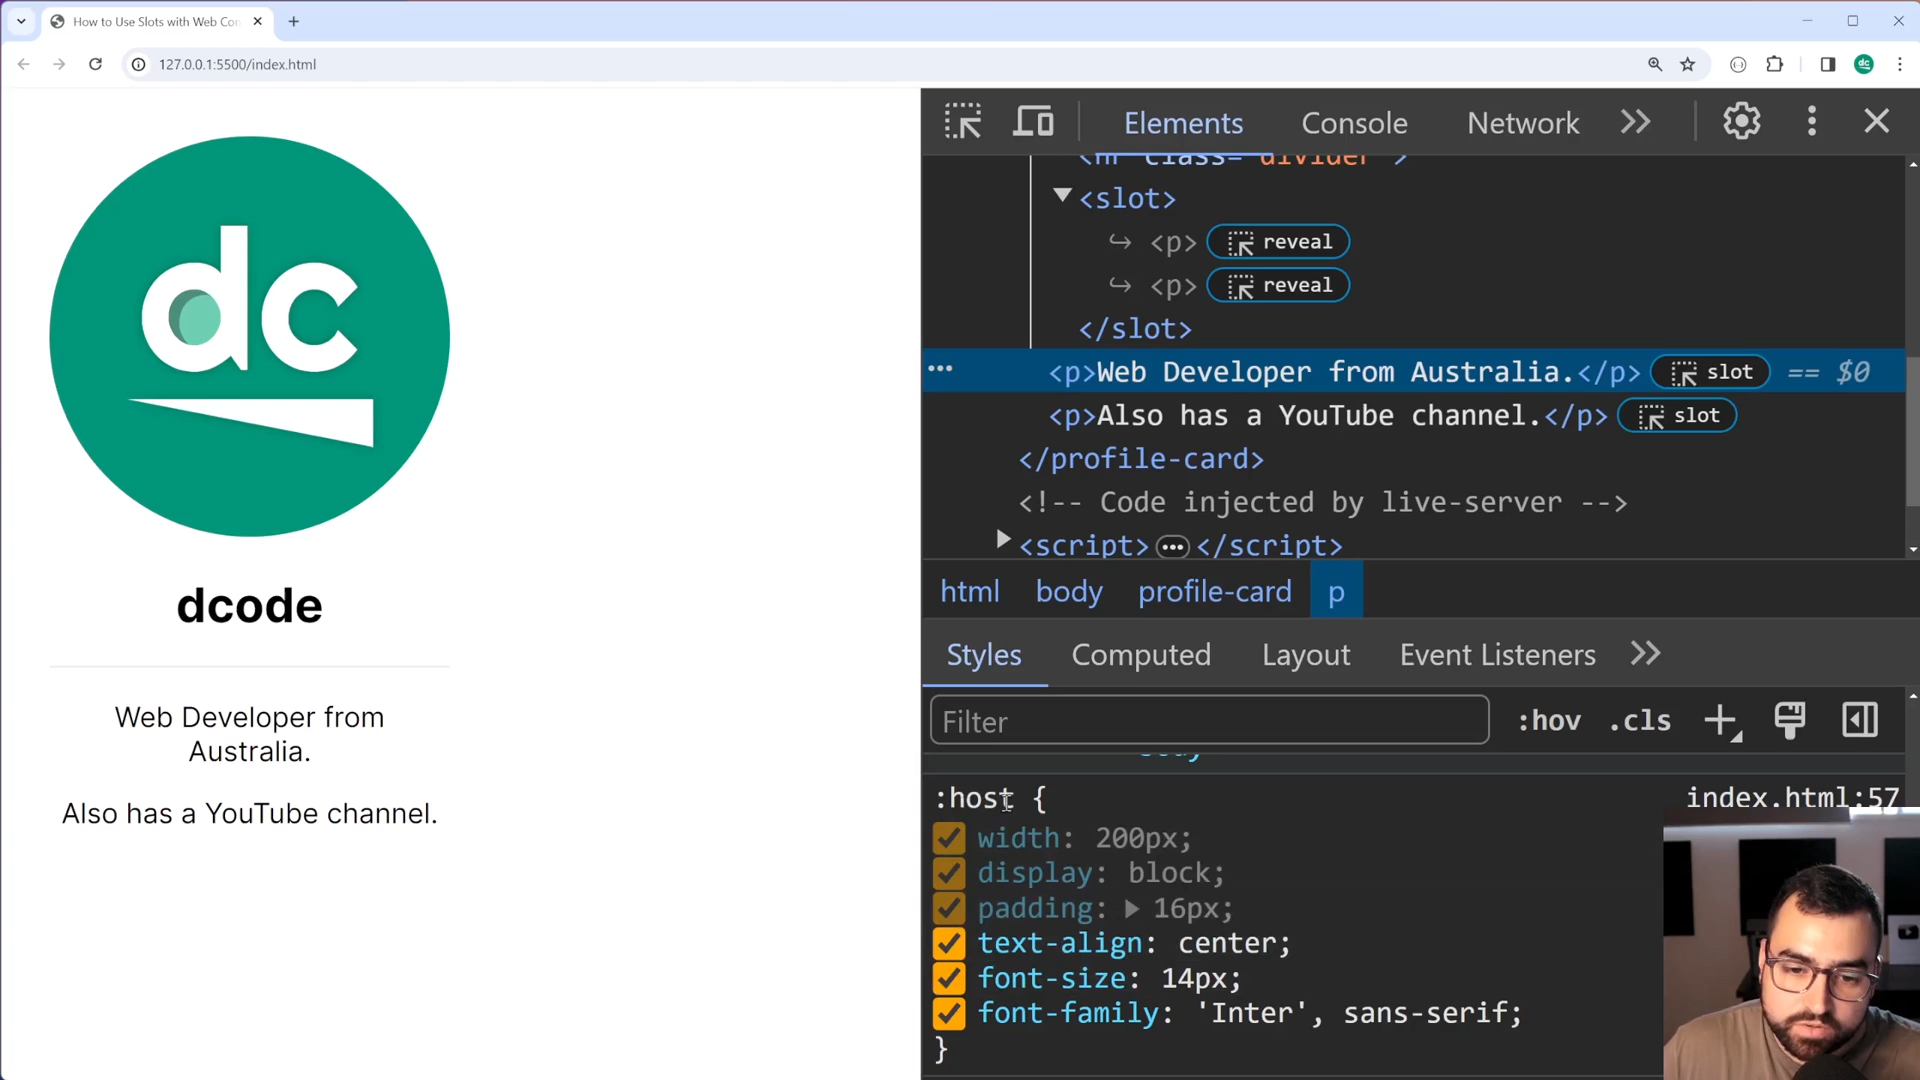 How to Use Slots with Web Con
127.0.0.1:5500/index.html
dc
dc
dcode
Web Developer from
Australia.
Also has a YouTube channel.
Elements Console Network
<hr class="divider">
<slot>
<p> reveal
<p> reveal
</slot>
<p>Web Developer from Australia.</p> slot == $0
<p>Also has a YouTube channel.</p> slot
</profile-card>
<!-- Code injected by live-server -->
<script> … </script>
html body profile-card p
Styles Computed Layout Event Listeners
Filter :hov .cls
:host { index.html:57
width: 200px;
display: block;
padding: 16px;
text-align: center;
font-size: 14px;
font-family: 'Inter', sans-serif;
}